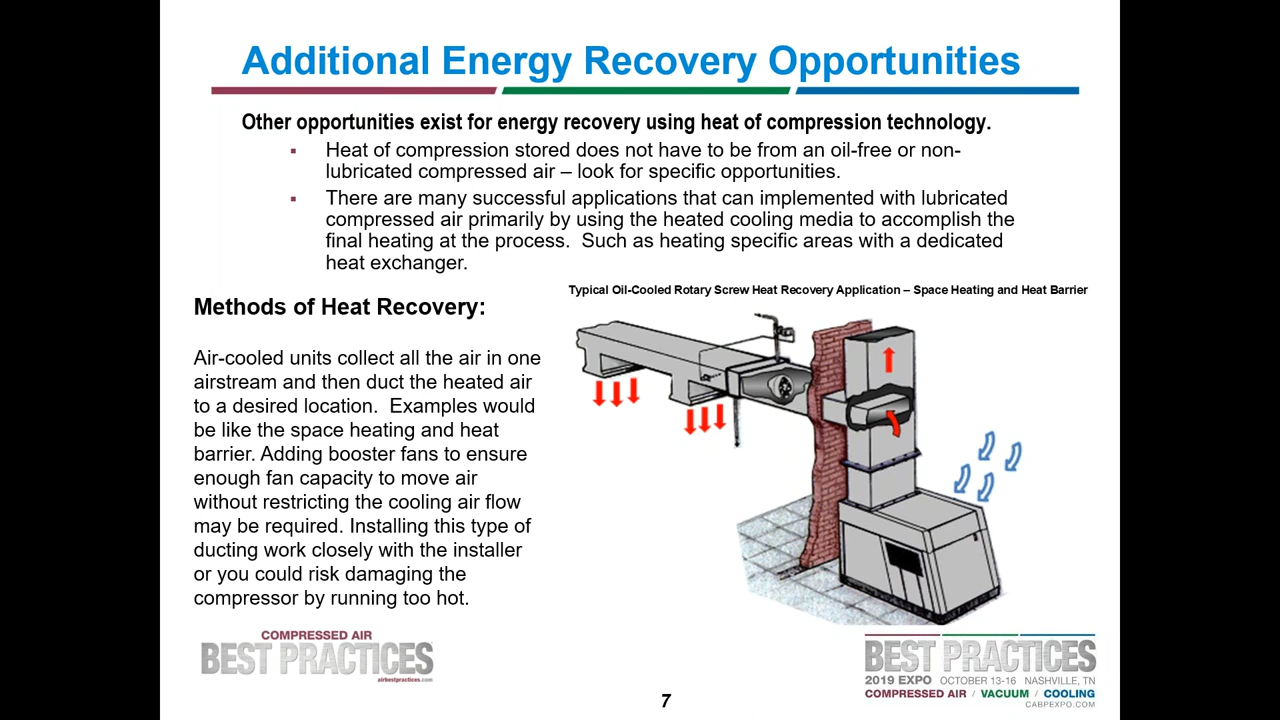 Additional Energy Recovery Opportunities
Other opportunities exist for energy recovery using heat of compression technology.
▪ Heat of compression stored does not have to be from an oil-free or non-
lubricated compressed air – look for specific opportunities.
▪ There are many successful applications that can implemented with lubricated
compressed air primarily by using the heated cooling media to accomplish the
final heating at the process.  Such as heating specific areas with a dedicated
heat exchanger.
Methods of Heat Recovery:
Air-cooled units collect all the air in one
airstream and then duct the heated air
to a desired location.  Examples would
be like the space heating and heat
barrier. Adding booster fans to ensure
enough fan capacity to move air
without restricting the cooling air flow
may be required. Installing this type of
ducting work closely with the installer
or you could risk damaging the
compressor by running too hot.
Typical Oil-Cooled Rotary Screw Heat Recovery Application – Space Heating and Heat Barrier
COMPRESSED AIR
BEST PRACTICES
airbestpractices.com
7
BEST PRACTICES
2019 EXPO OCTOBER 13-16 NASHVILLE, TN
COMPRESSED AIR / VACUUM / COOLING
CABPEXPO.COM